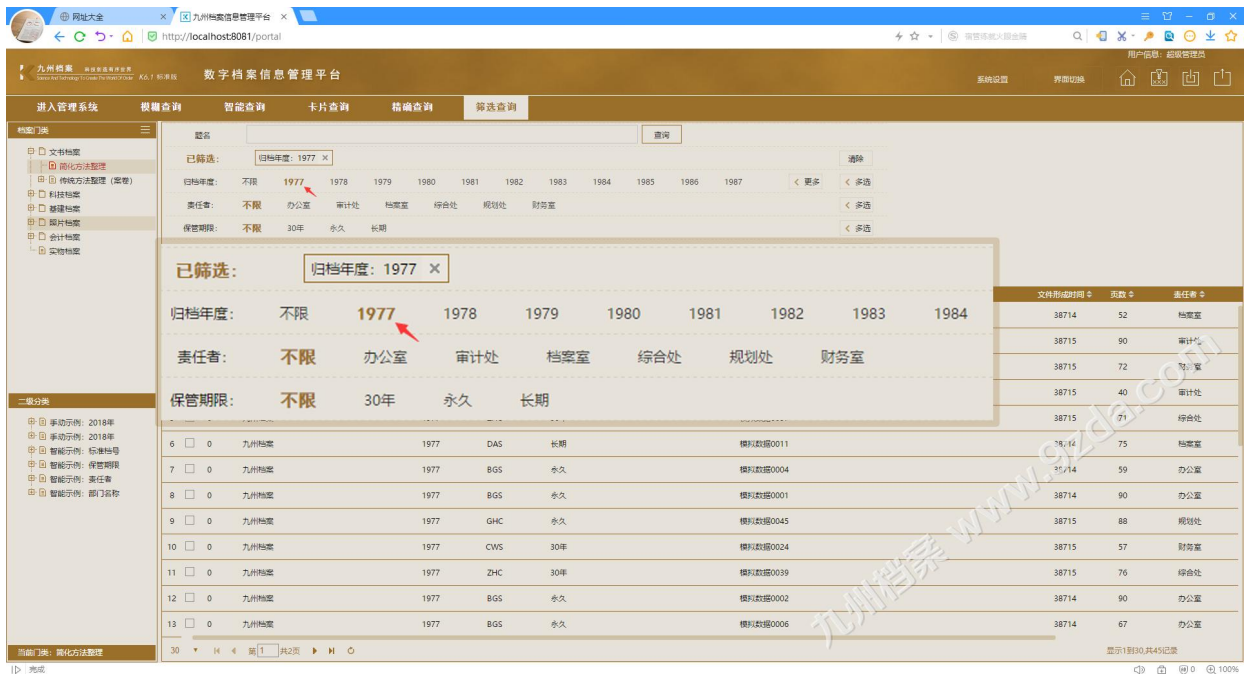 网址大全 × 九州档案信息管理平台 ×
http://localhost:8081/portal
九州档案 K6.1 标准版 数字档案信息管理平台
用户信息：超级管理员
系统设置 界面切换
进入管理系统 模糊查询 智能查询 卡片查询 精确查询 筛选查询
档案门类
文书档案
简化方法整理
传统方法整理（案卷）
科技档案
基建档案
照片档案
会计档案
实物档案
题名 查询
已筛选： 归档年度：1977 × 清除
归档年度： 不限 1977 1978 1979 1980 1981 1982 1983 1984 1985 1986 1987 < 更多 < 多选
责任者： 不限 办公室 审计处 档案室 综合处 规划处 财务室 < 多选
保管期限： 不限 30年 永久 长期 < 多选
已筛选： 归档年度：1977 ×
归档年度： 不限 1977 1978 1979 1980 1981 1982 1983 1984
责任者： 不限 办公室 审计处 档案室 综合处 规划处 财务室
保管期限： 不限 30年 永久 长期
文件形成时间 页数 责任者
38714 52 档案室
38715 90 审计处
38715 72 财务室
38715 40 审计处
38715 71 综合处
6 0 九州档案 1977 DAS 长期 模拟数据0011 38714 75 档案室
7 0 九州档案 1977 BGS 永久 模拟数据0004 38714 59 办公室
8 0 九州档案 1977 BGS 永久 模拟数据0001 38714 90 办公室
9 0 九州档案 1977 GHC 永久 模拟数据0045 38715 88 规划处
10 0 九州档案 1977 CWS 30年 模拟数据0024 38715 57 财务室
11 0 九州档案 1977 ZHC 30年 模拟数据0039 38715 76 综合处
12 0 九州档案 1977 BGS 永久 模拟数据0002 38714 90 办公室
13 0 九州档案 1977 BGS 永久 模拟数据0006 38714 67 办公室
二级分类
手动示例：2018年
手动示例：2018年
智能示例：标准档号
智能示例：保管期限
智能示例：责任者
智能示例：部门名称
当前门类：简化方法整理
30 第 1 共2页 显示1到30,共45记录
九州档案 www.9zda.com
完成 0 100%